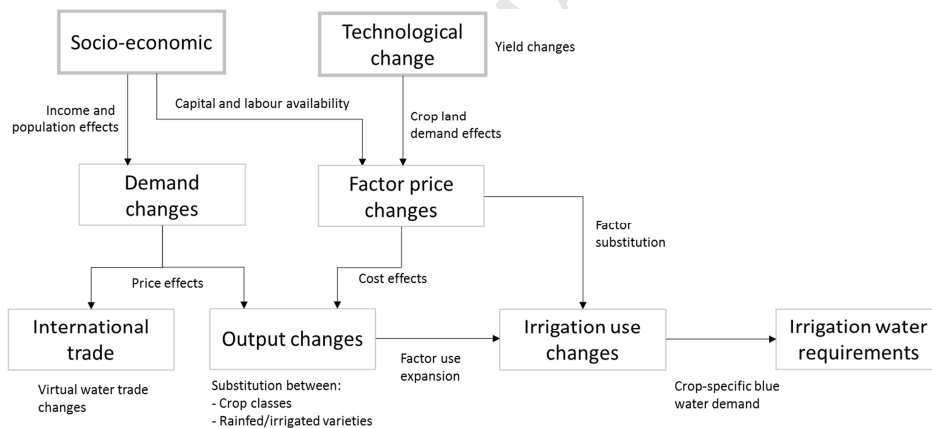 Socio-economic
Technological
change
Yield changes
Income and
population effects
Capital and labour availability
Crop land
demand effects
Demand
changes
Factor price
changes
Factor
substitution
Price effects
Cost effects
International
trade
Output changes
Irrigation use
changes
Irrigation water
requirements
Virtual water trade
changes
Substitution between:
- Crop classes
- Rainfed/irrigated varieties
Factor use
expansion
Crop-specific blue
water demand